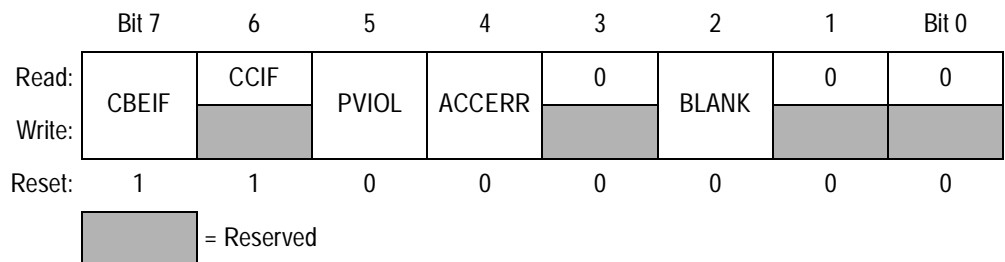 Bit 7 6 5 4 3 2 1 Bit 0
Read: CBEIF CCIF PVIOL ACCERR 0 BLANK 0 0
Write:
Reset: 1 1 0 0 0 0 0 0
= Reserved